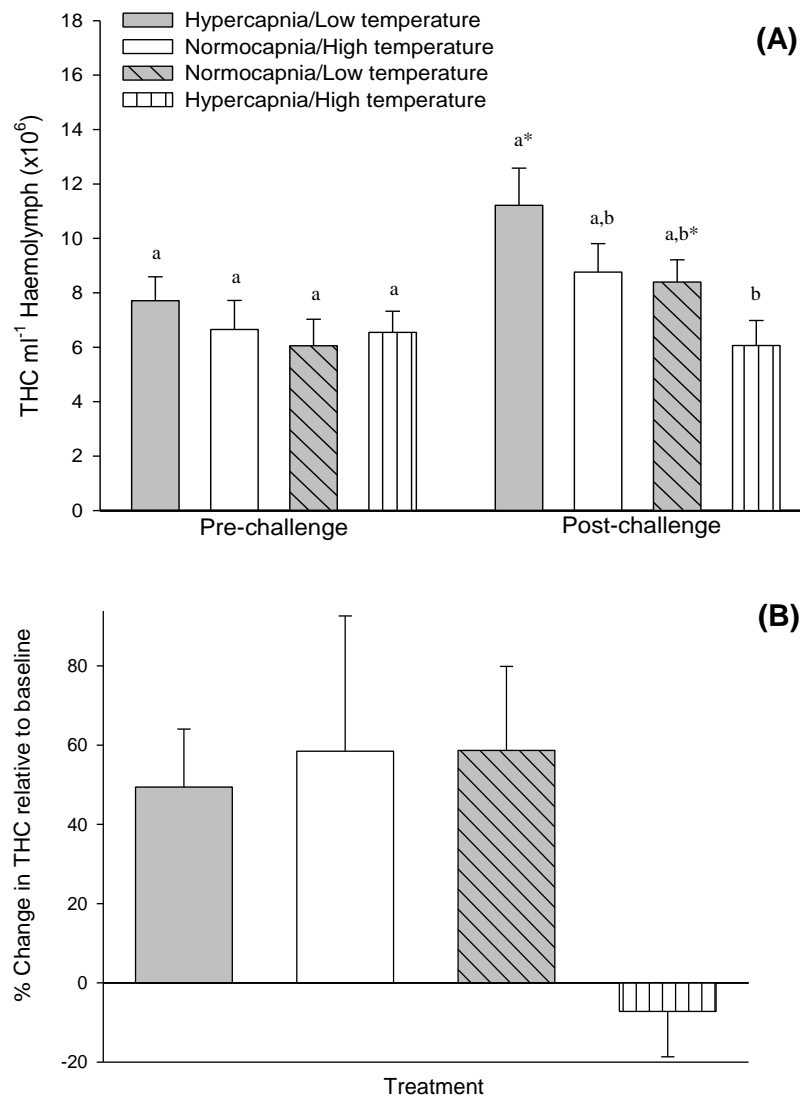 18
16
14
12
10
8
6
4
2
0
THC ml⁻¹ Haemolymph (x10⁶)
Hypercapnia/Low temperature
Normocapnia/High temperature
Normocapnia/Low temperature
Hypercapnia/High temperature
(A)
a
a
a
a
a*
a,b
a,b*
b
Pre-challenge
Post-challenge
(B)
% Change in THC relative to baseline
80
60
40
20
0
-20
Treatment